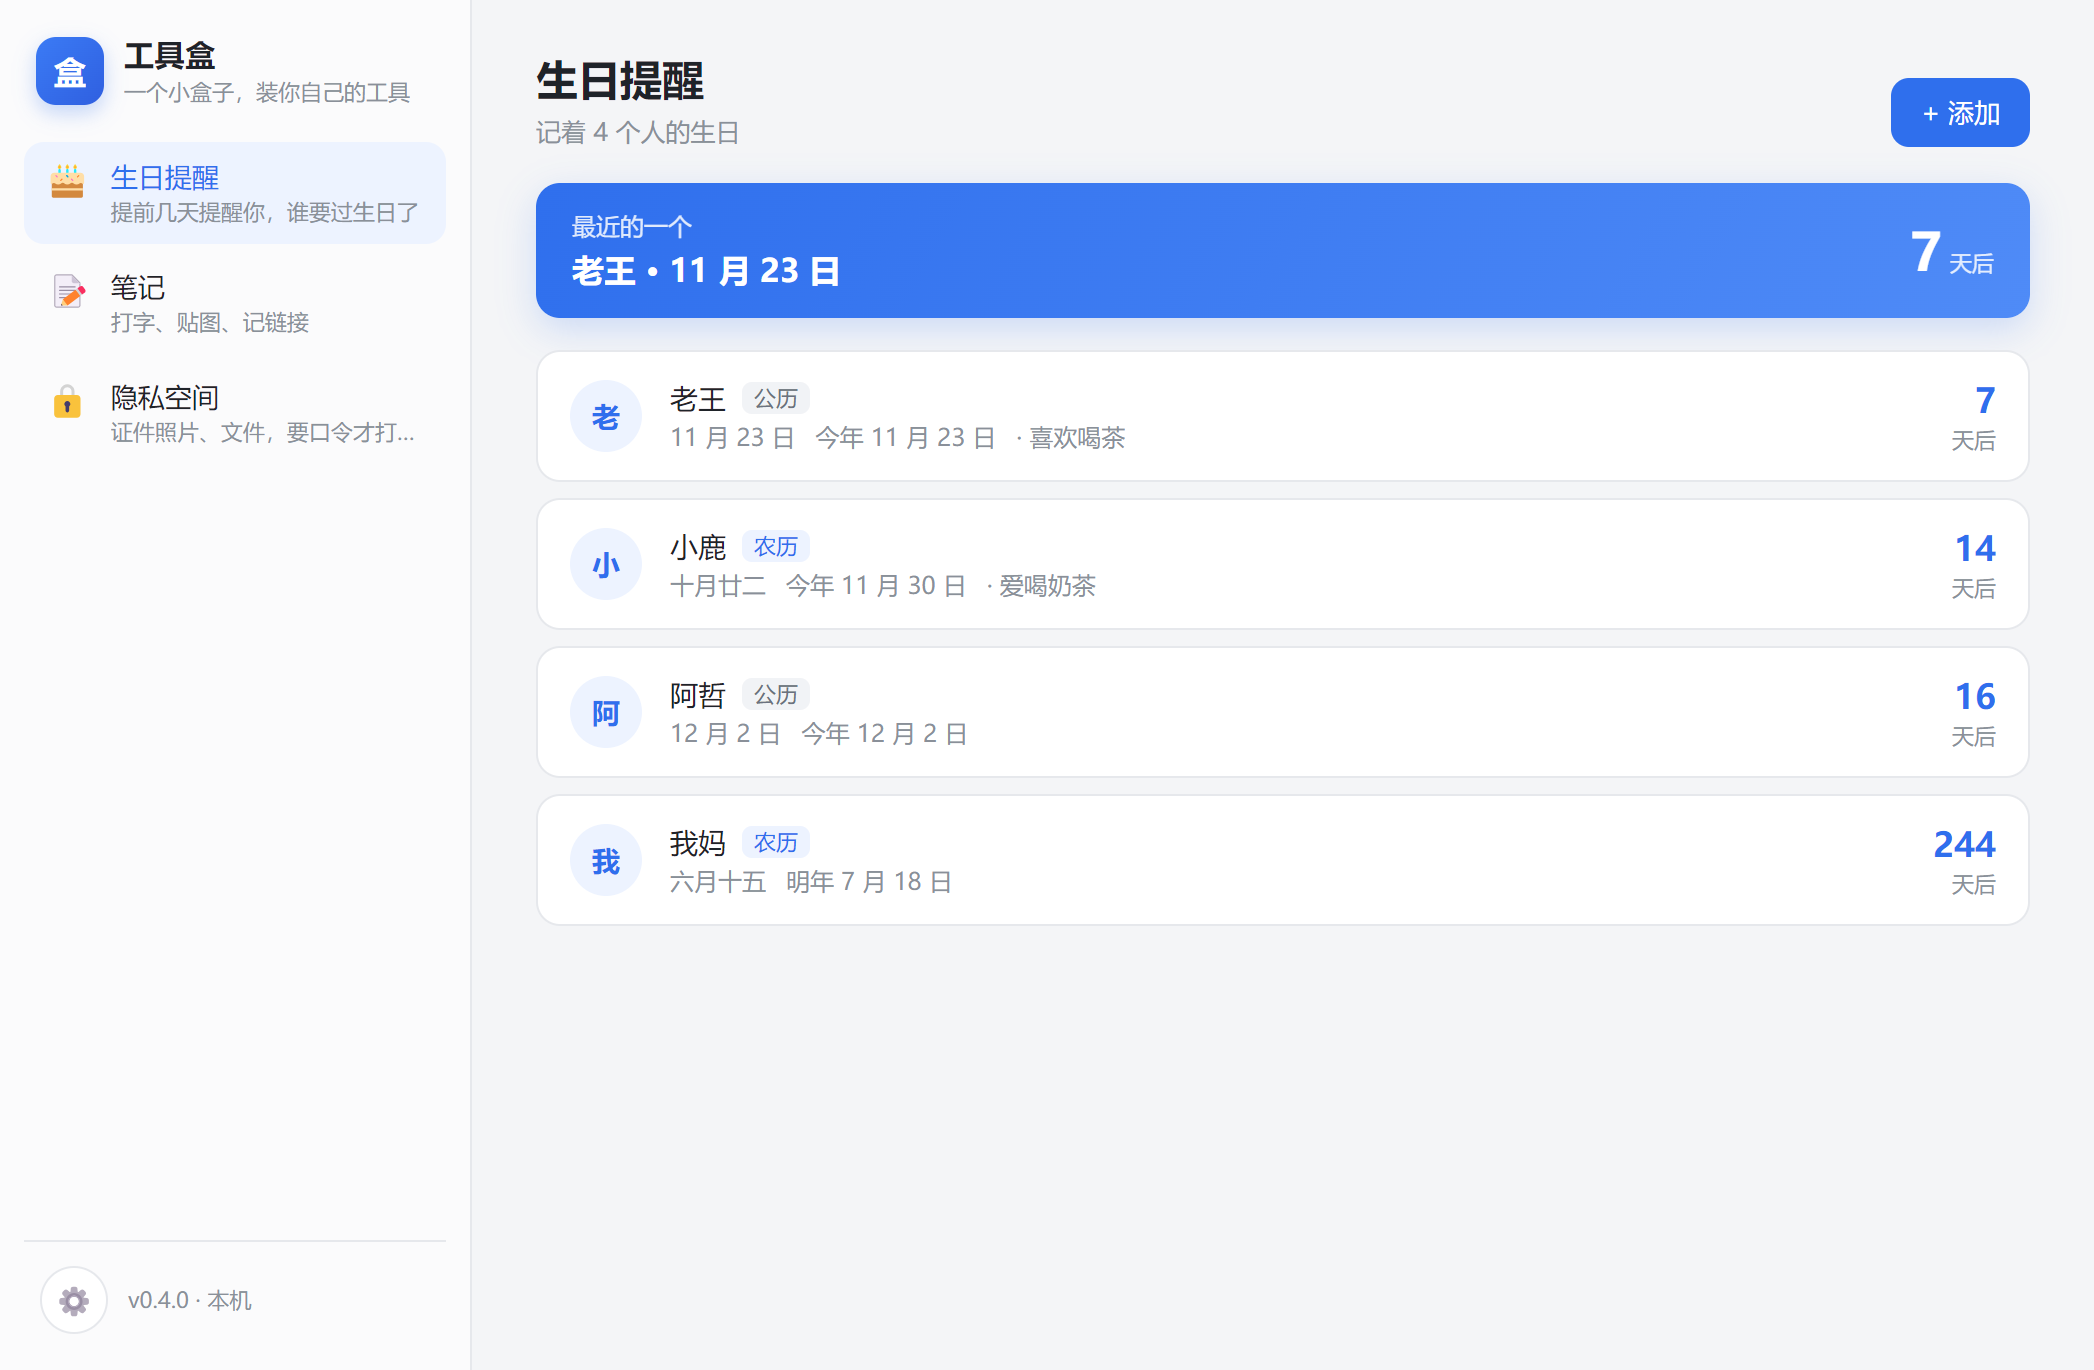 盒
工具盒
一个小盒子，装你自己的工具
生日提醒
提前几天提醒你，谁要过生日了
笔记
打字、贴图、记链接
隐私空间
证件照片、文件，要口令才打...
v0.4.0 · 本机
生日提醒
记着 4 个人的生日
+ 添加
最近的一个
老王 • 11 月 23 日
7 天后
老
老王 公历
11 月 23 日 今年 11 月 23 日 · 喜欢喝茶
7
天后
小
小鹿 农历
十月廿二 今年 11 月 30 日 · 爱喝奶茶
14
天后
阿
阿哲 公历
12 月 2 日 今年 12 月 2 日
16
天后
我
我妈 农历
六月十五 明年 7 月 18 日
244
天后